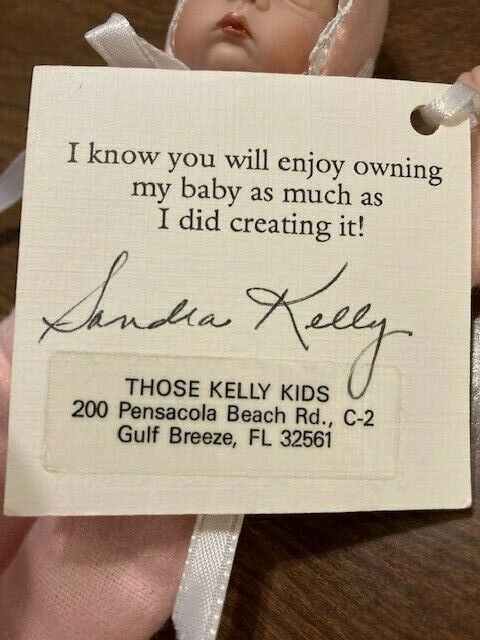 I know you will enjoy owning
my baby as much as
I did creating it!
Sandra Kelly
THOSE KELLY KIDS
200 Pensacola Beach Rd., C-2
Gulf Breeze, FL 32561